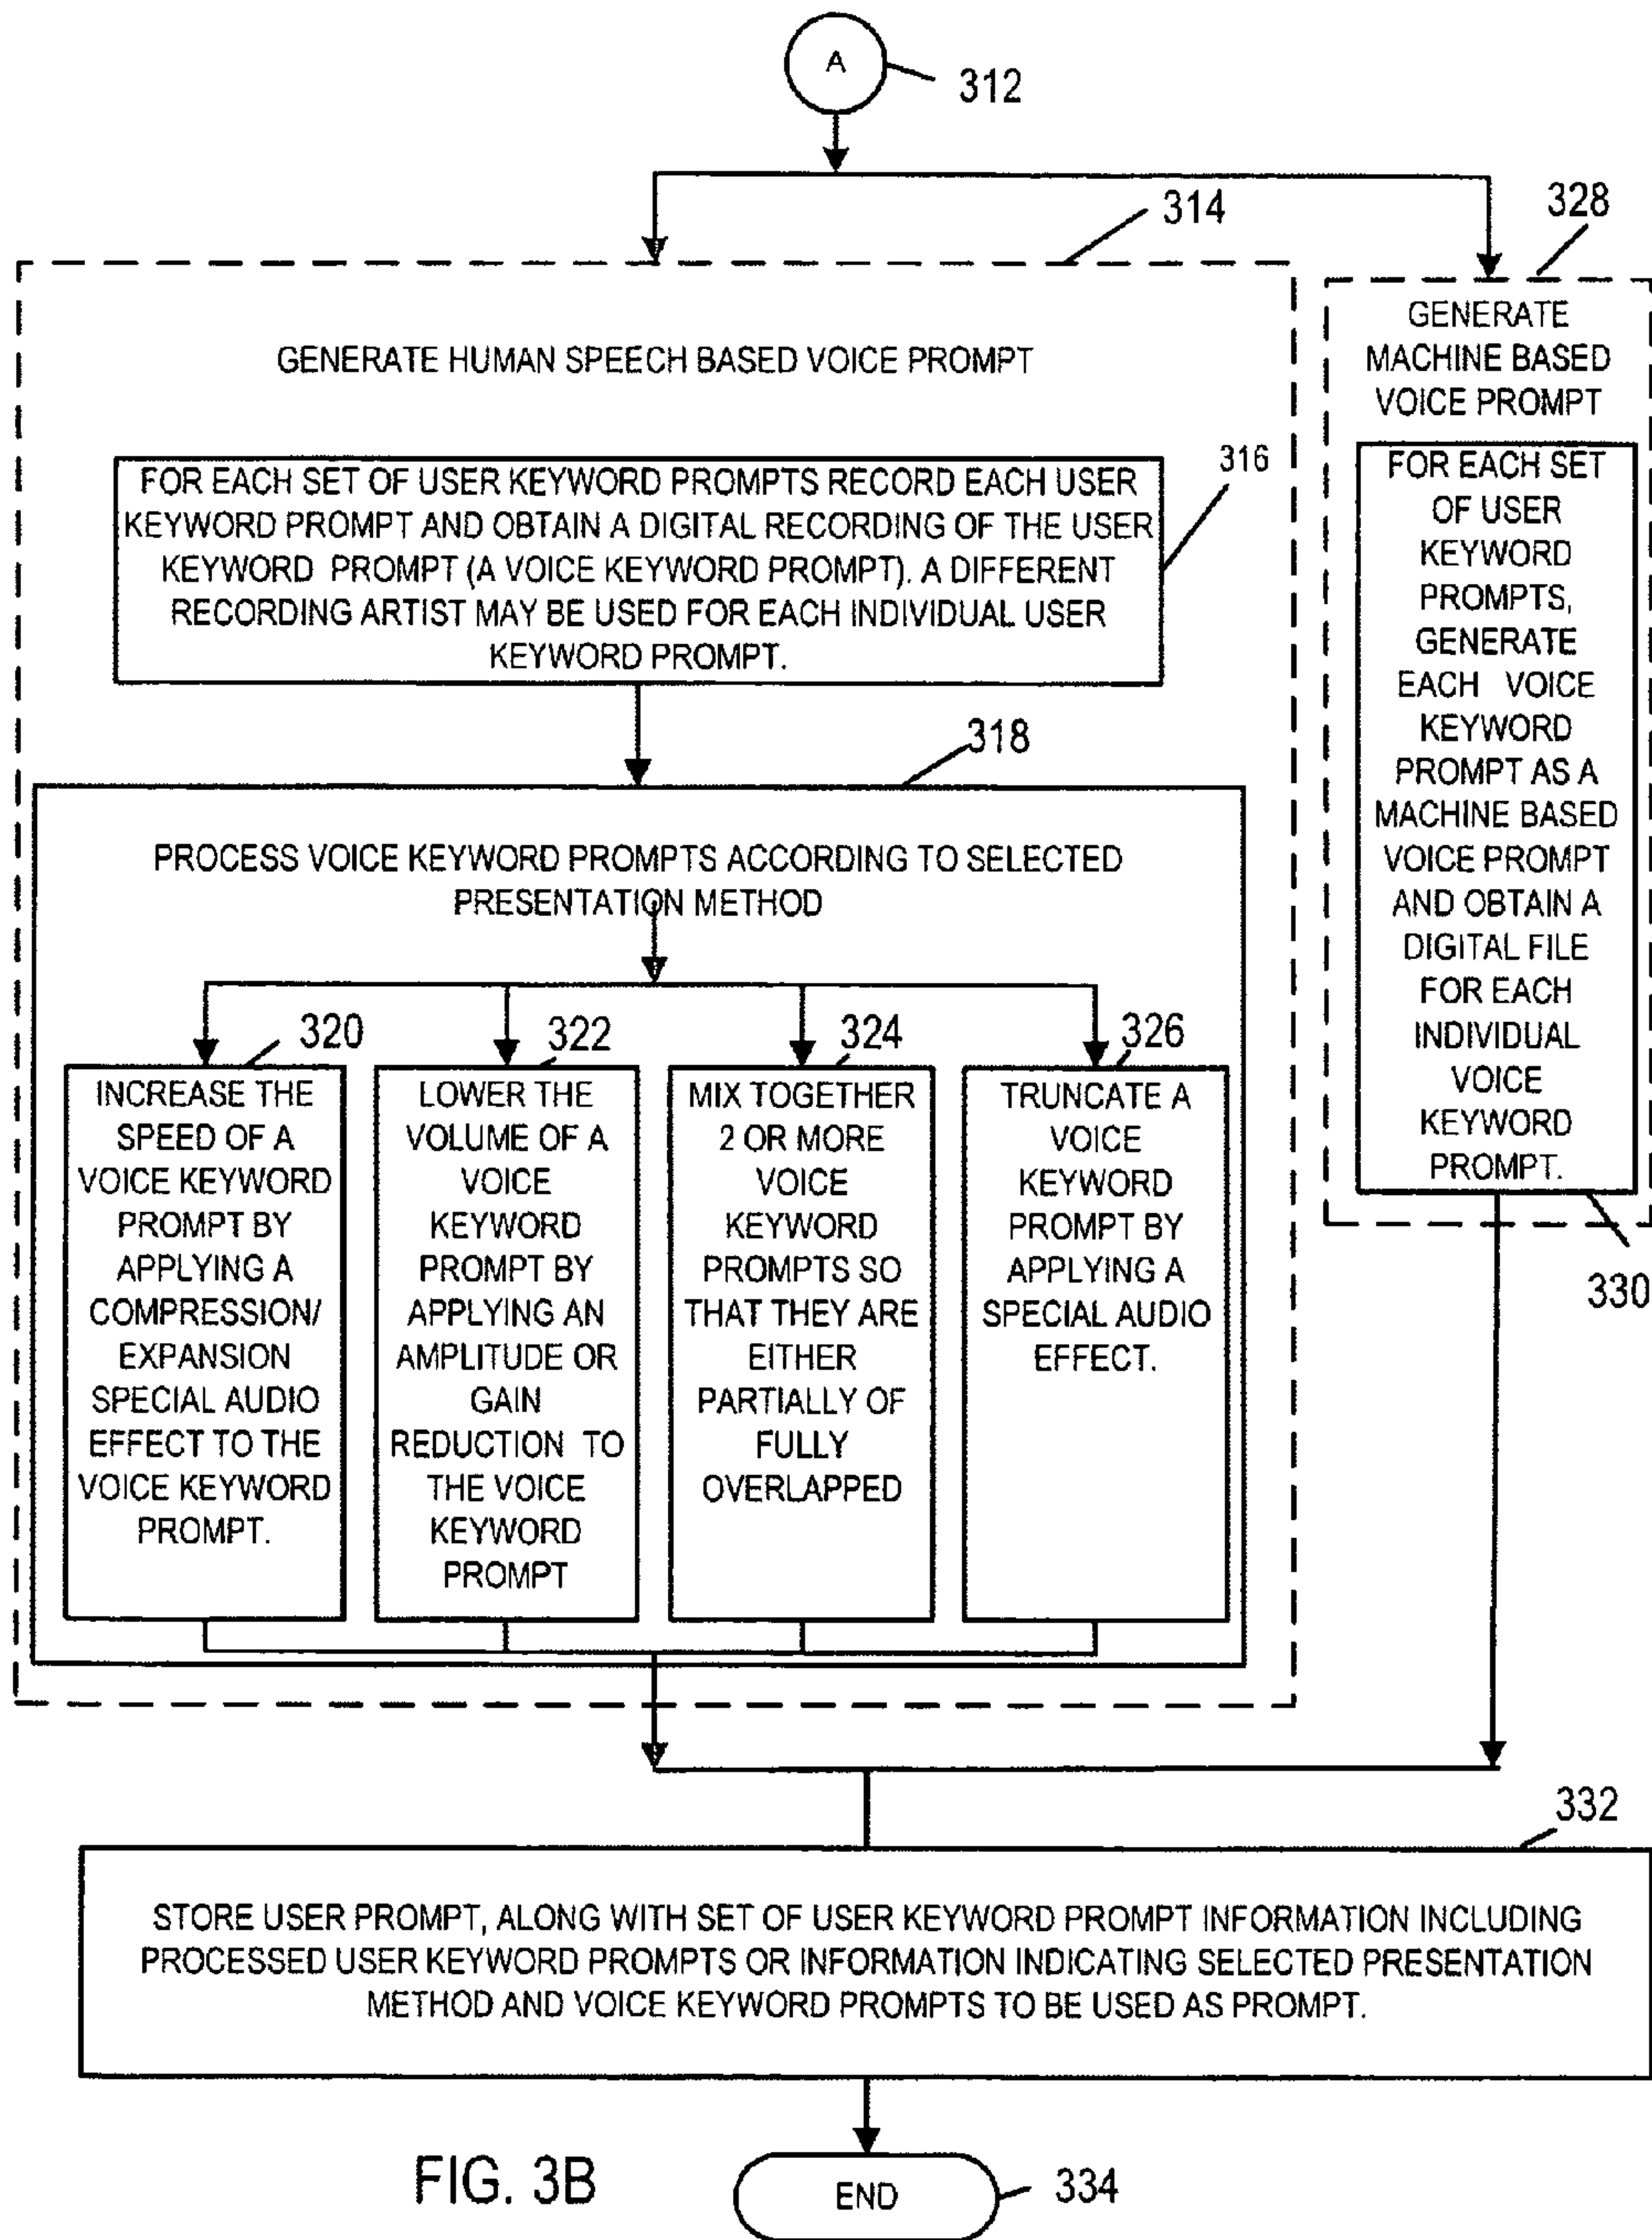 A
312
314
328
GENERATE HUMAN SPEECH BASED VOICE PROMPT
316
FOR EACH SET OF USER KEYWORD PROMPTS RECORD EACH USER
KEYWORD PROMPT AND OBTAIN A DIGITAL RECORDING OF THE USER
KEYWORD PROMPT (A VOICE KEYWORD PROMPT). A DIFFERENT
RECORDING ARTIST MAY BE USED FOR EACH INDIVIDUAL USER
KEYWORD PROMPT.
318
PROCESS VOICE KEYWORD PROMPTS ACCORDING TO SELECTED
PRESENTATION METHOD
320
INCREASE THE
SPEED OF A
VOICE KEYWORD
PROMPT BY
APPLYING A
COMPRESSION/
EXPANSION
SPECIAL AUDIO
EFFECT TO THE
VOICE KEYWORD
PROMPT.
322
LOWER THE
VOLUME OF A
VOICE
KEYWORD
PROMPT BY
APPLYING AN
AMPLITUDE OR
GAIN
REDUCTION TO
THE VOICE
KEYWORD
PROMPT
324
MIX TOGETHER
2 OR MORE
VOICE
KEYWORD
PROMPTS SO
THAT THEY ARE
EITHER
PARTIALLY OF
FULLY
OVERLAPPED
326
TRUNCATE A
VOICE
KEYWORD
PROMPT BY
APPLYING A
SPECIAL AUDIO
EFFECT.
GENERATE
MACHINE BASED
VOICE PROMPT
FOR EACH SET
OF USER
KEYWORD
PROMPTS,
GENERATE
EACH VOICE
KEYWORD
PROMPT AS A
MACHINE BASED
VOICE PROMPT
AND OBTAIN A
DIGITAL FILE
FOR EACH
INDIVIDUAL
VOICE
KEYWORD
PROMPT.
330
332
STORE USER PROMPT, ALONG WITH SET OF USER KEYWORD PROMPT INFORMATION INCLUDING
PROCESSED USER KEYWORD PROMPTS OR INFORMATION INDICATING SELECTED PRESENTATION
METHOD AND VOICE KEYWORD PROMPTS TO BE USED AS PROMPT.
FIG. 3B
END
334